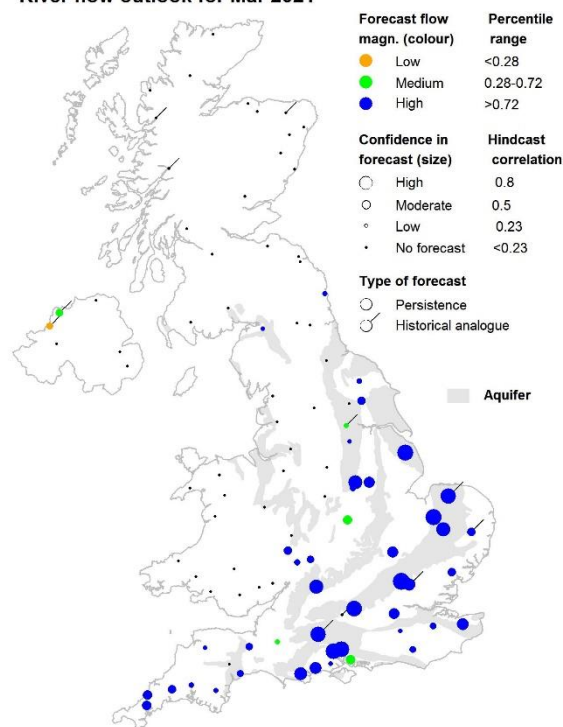 River flow outlook for Mar 2021
Forecast flow magn. (colour) Percentile range
Low <0.28
Medium 0.28-0.72
High >0.72
Confidence in forecast (size) Hindcast correlation
High 0.8
Moderate 0.5
Low 0.23
No forecast <0.23
Type of forecast
Persistence
Historical analogue
Aquifer